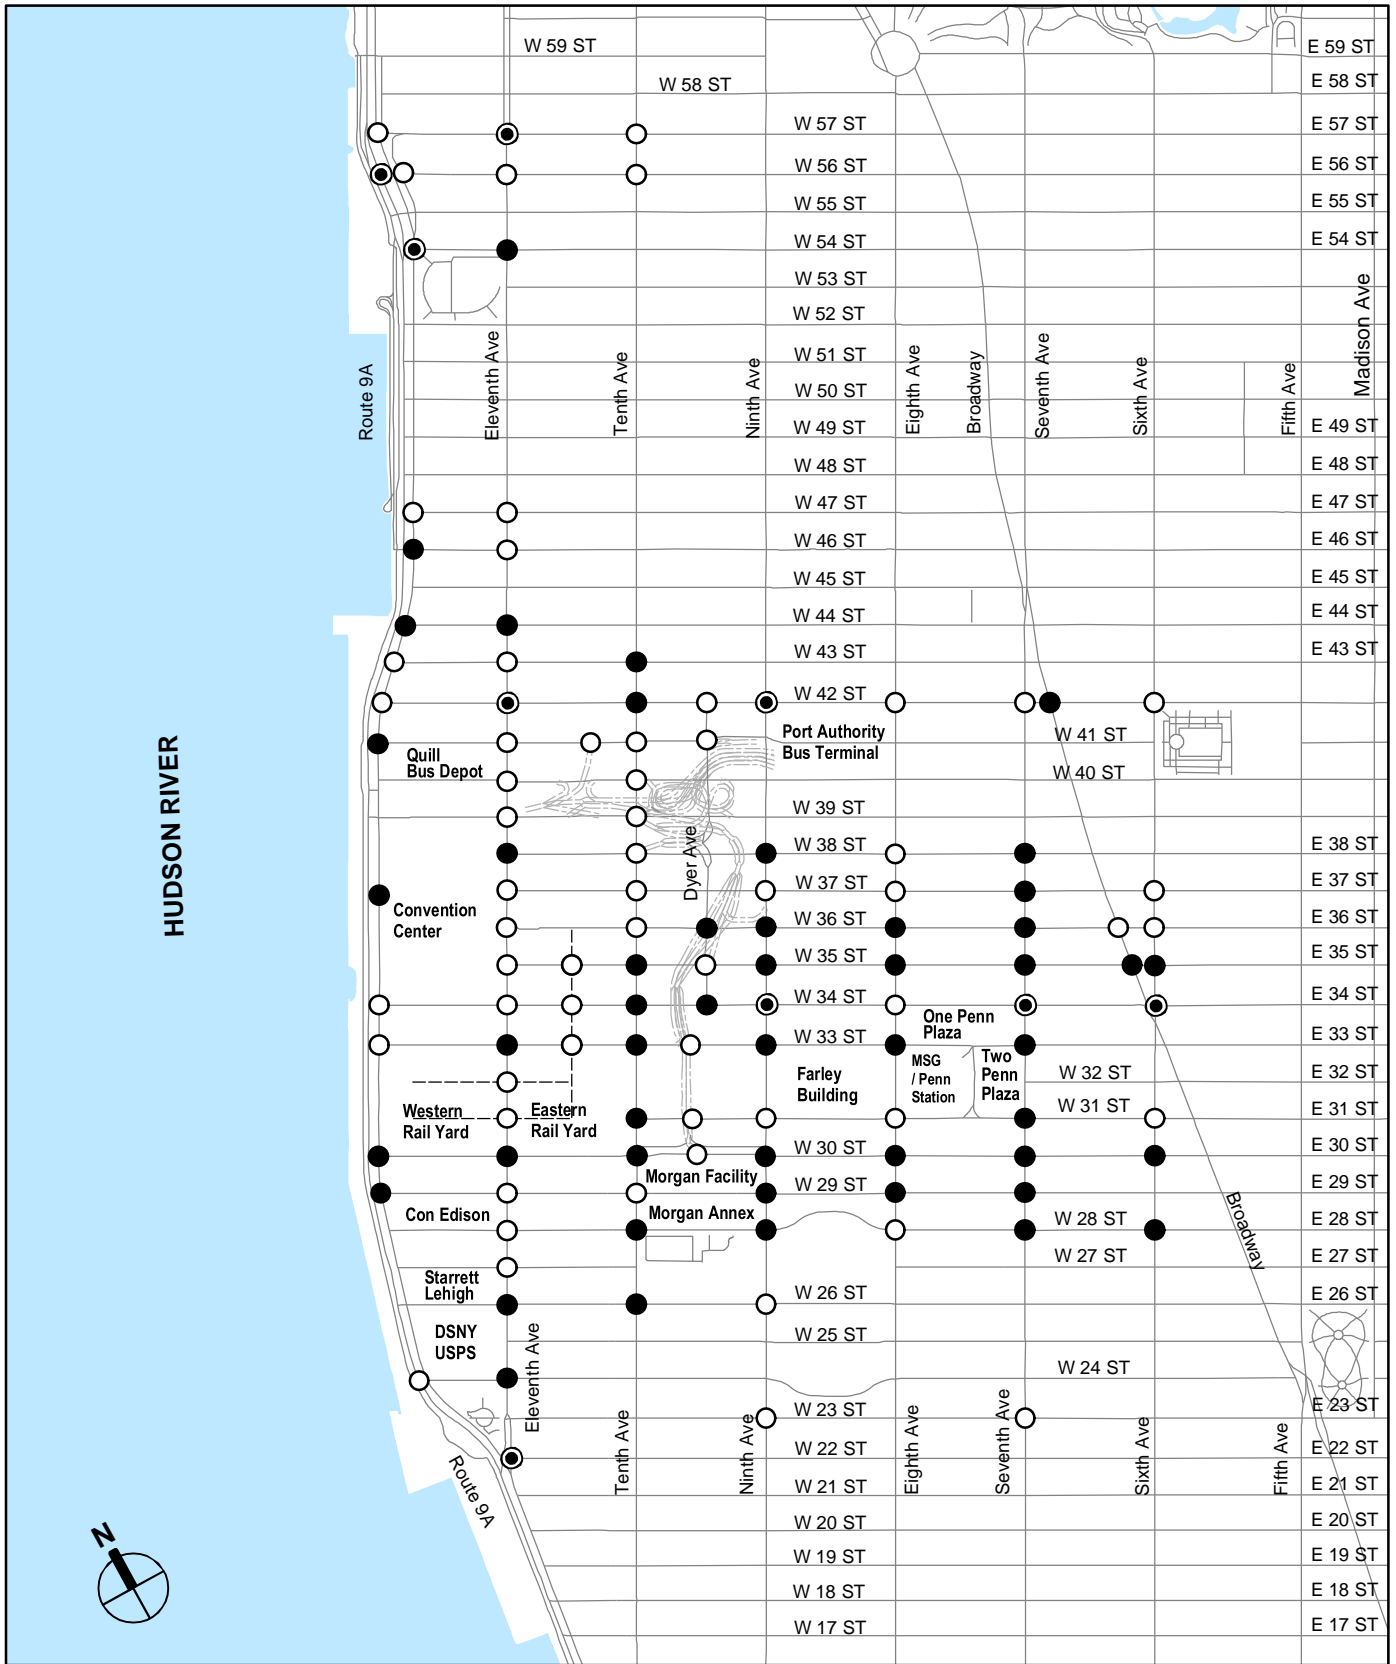 W 59 ST
E 59 ST
W 58 ST
E 58 ST
W 57 ST
E 57 ST
W 56 ST
E 56 ST
W 55 ST
E 55 ST
W 54 ST
E 54 ST
W 53 ST
W 52 ST
Route 9A
Eleventh Ave
Tenth Ave
Ninth Ave
Eighth Ave
Broadway
Seventh Ave
Sixth Ave
Fifth Ave
Madison Ave
W 51 ST
W 50 ST
W 49 ST
E 49 ST
W 48 ST
E 48 ST
W 47 ST
E 47 ST
W 46 ST
E 46 ST
W 45 ST
E 45 ST
W 44 ST
E 44 ST
W 43 ST
E 43 ST
W 42 ST
Port Authority
Bus Terminal
W 41 ST
Quill
Bus Depot
W 40 ST
HUDSON RIVER
W 39 ST
Dyer Ave
W 38 ST
E 38 ST
W 37 ST
E 37 ST
Convention
Center
W 36 ST
E 36 ST
W 35 ST
E 35 ST
W 34 ST
E 34 ST
One Penn
Plaza
W 33 ST
E 33 ST
MSG
/ Penn
Station
Two
Penn
Plaza
Farley
Building
W 32 ST
E 32 ST
W 31 ST
E 31 ST
Western
Rail Yard
Eastern
Rail Yard
W 30 ST
E 30 ST
Morgan Facility
W 29 ST
E 29 ST
Con Edison
Morgan Annex
W 28 ST
E 28 ST
Broadway
W 27 ST
E 27 ST
Starrett
Lehigh
W 26 ST
E 26 ST
DSNY
USPS
W 25 ST
Eleventh Ave
W 24 ST
W 23 ST
E 23 ST
Route 9A
Tenth Ave
Ninth Ave
Eighth Ave
Seventh Ave
Sixth Ave
Fifth Ave
W 22 ST
E 22 ST
W 21 ST
E 21 ST
W 20 ST
E 20 ST
N
W 19 ST
E 19 ST
W 18 ST
E 18 ST
W 17 ST
E 17 ST